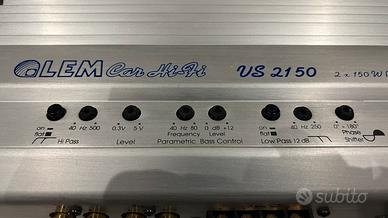 LEM Car Hi-Fi VS 2150 2 x 150 W
on
flat 40 Hz 500 0.3V 5 V 40 Hz 80 0 dB +12 on
flat 40 Hz 250 0° +180°
Hi Pass Level Frequency Level Low Pass 12 dB Phase
Parametric Bass Control Shifter
subito